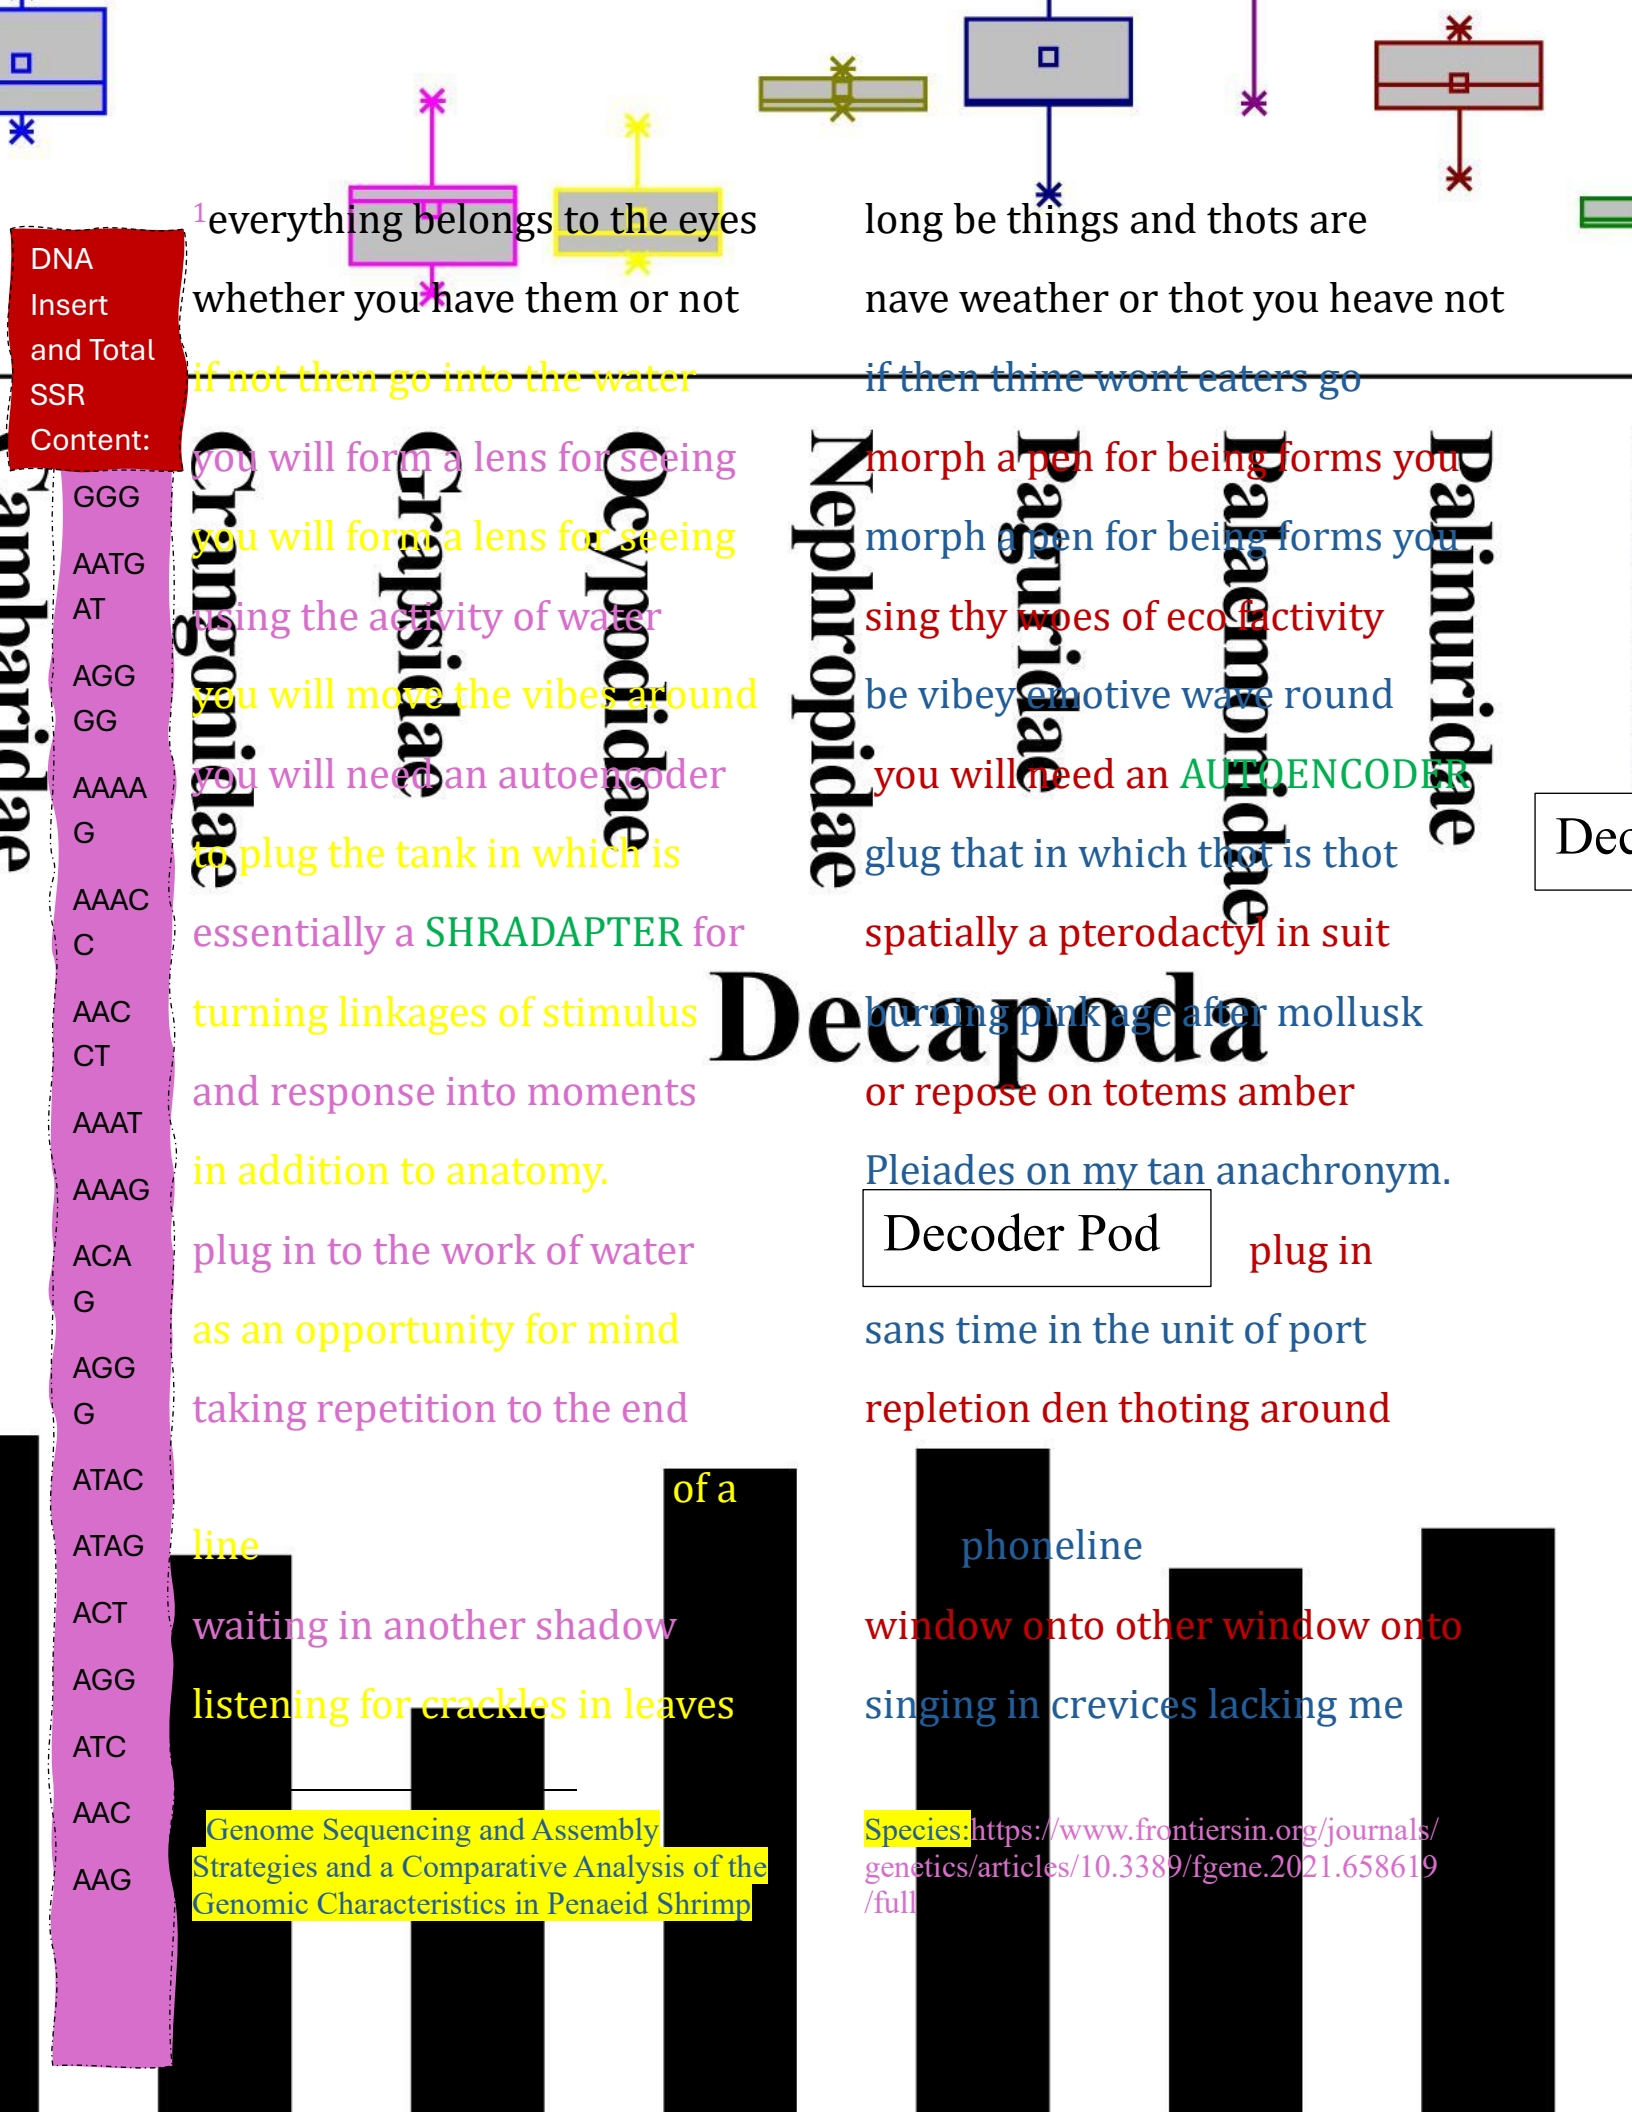 DNA
Insert
and Total
SSR
Content:
GGG
AATG
AT
AGG
GG
AAAA
G
AAAC
C
AAC
CT
AAAT
AAAG
ACA
G
AGG
G
ATAC
ATAG
ACT
AGG
ATC
AAC
AAG
1everything belongs to the eyes
whether you have them or not
if not then go into the water
you will form a lens for seeing
you will form a lens for seeing
using the activity of water
you will move the vibes around
you will need an autoencoder
to plug the tank in which is
essentially a SHRADAPTER for
turning linkages of stimulus
and response into moments
in addition to anatomy.
plug in to the work of water
as an opportunity for mind
taking repetition to the end
of a
line
waiting in another shadow
listening for crackles in leaves
Genome Sequencing and Assembly
Strategies and a Comparative Analysis of the
Genomic Characteristics in Penaeid Shrimp
long be things and thots are
nave weather or thot you heave not
if then thine wont eaters go
morph a pen for being forms you
morph a pen for being forms you
sing thy woes of eco factivity
be vibey emotive wave round
you will need an AUTOENCODER
glug that in which thot is thot
spatially a pterodactyl in suit
burning pink age after mollusk
or repose on totems amber
Pleiades on my tan anachronym.
Decoder Pod
plug in
sans time in the unit of port
repletion den thoting around
phoneline
window onto other window onto
singing in crevices lacking me
Species:https://www.frontiersin.org/journals/
genetics/articles/10.3389/fgene.2021.658619
/full
Crangonidae
Grapsidae
Ocypodidae
Nephropidae
Paguridae
Palaemonidae
Palinuridae
Decapoda